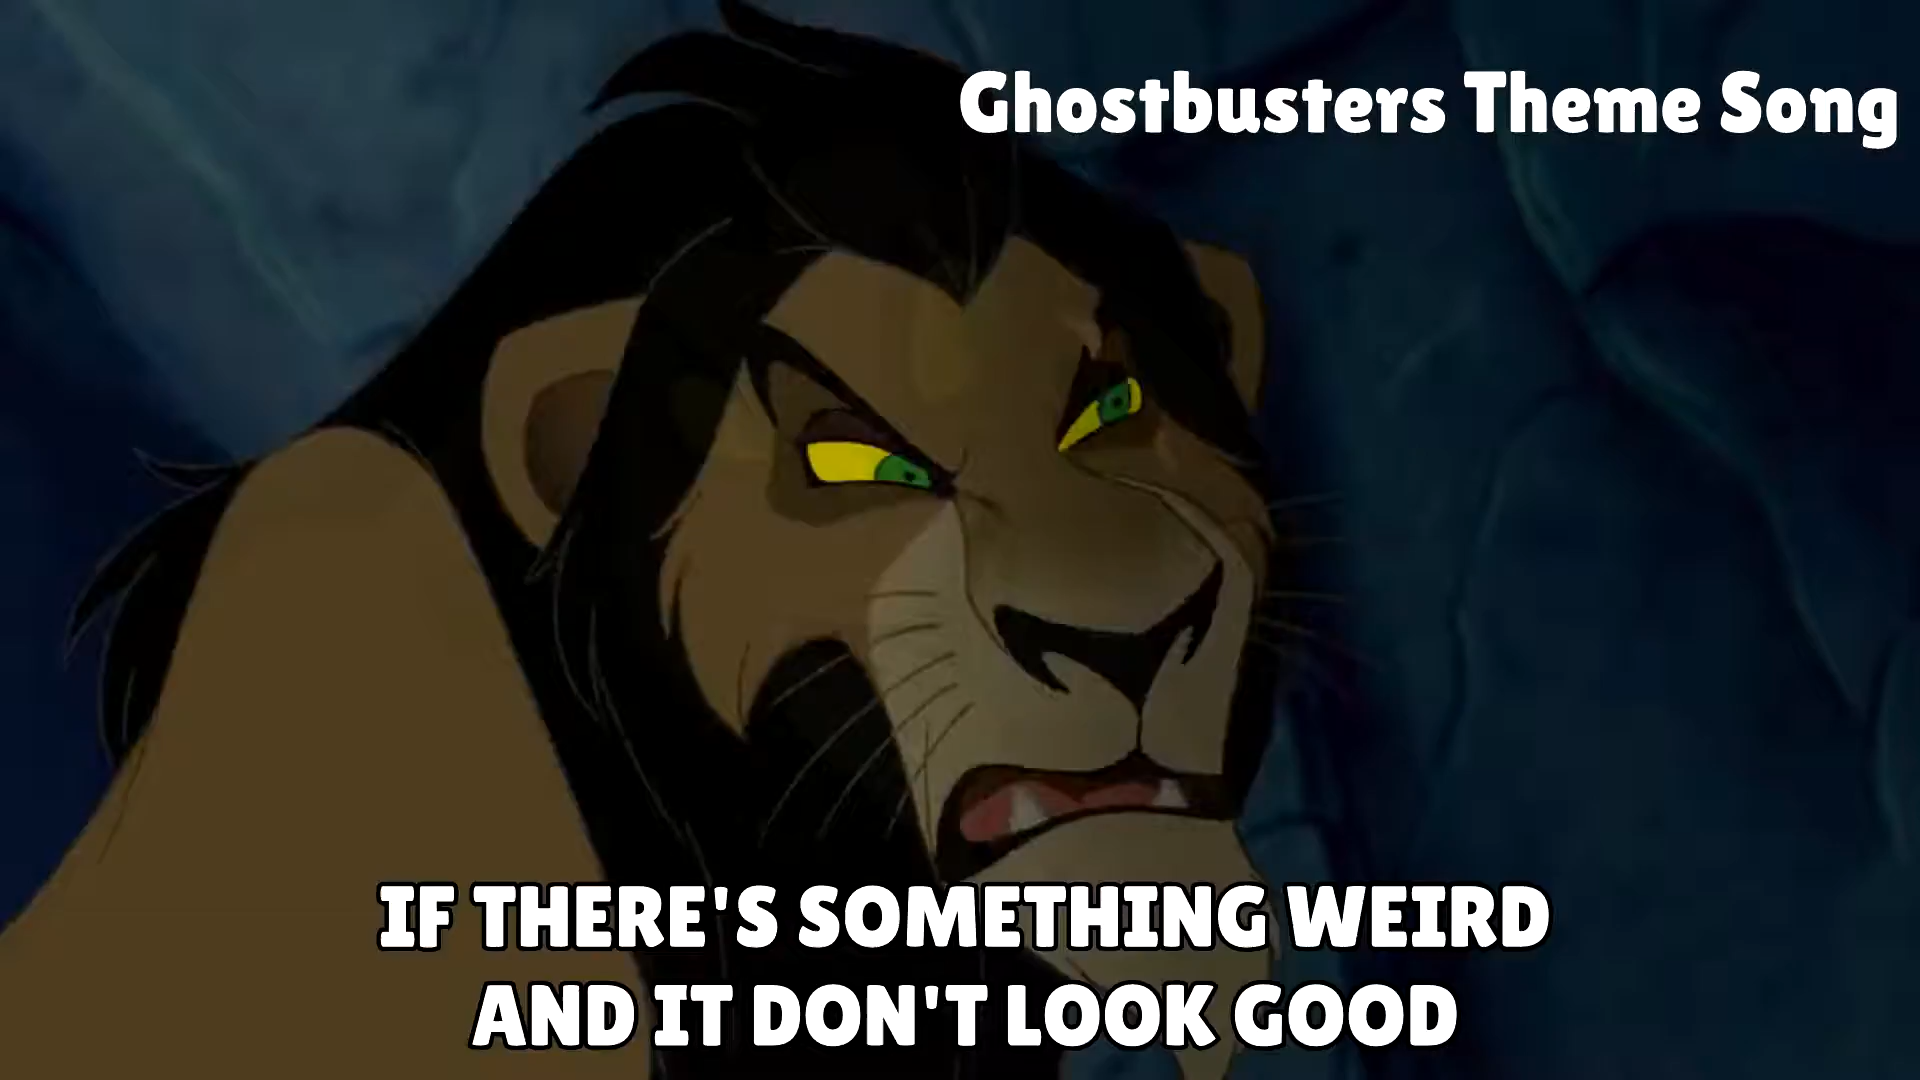 Ghostbusters Theme Song
IF THERE'S SOMETHING WEIRD
AND IT DON'T LOOK GOOD